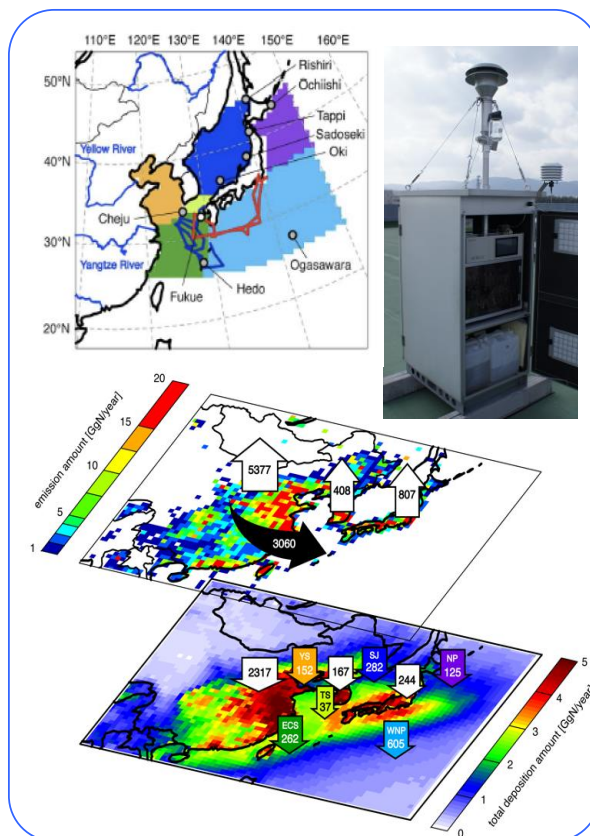 110°E 120°E 130°E 140°E 150°E 160°E
50°N
40°N
30°N
20°N
Rishiri
Ochiishi
Tappi
Sadoseki
Oki
Yellow River
Cheju
Yangtze River
Fukue
Hedo
Ogasawara
emission amount [GgN/year]
20
15
10
5
1
5377
408
807
3060
2317
YS
152
167
SJ
282
244
NP
125
TS
37
ECS
262
WNP
605
total deposition amount [GgN/year]
5
4
3
2
1
0